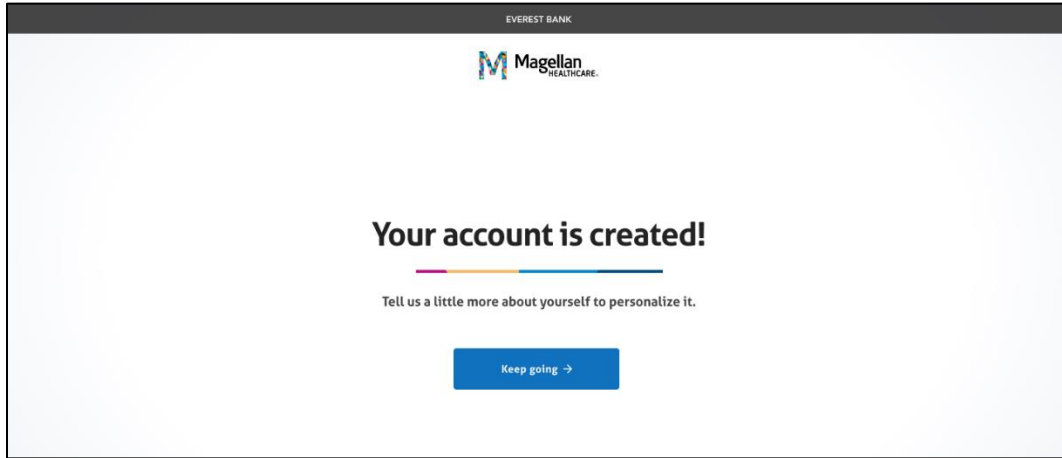 EVEREST BANK
Magellan
HEALTHCARE.
Your account is created!
Tell us a little more about yourself to personalize it.
Keep going →